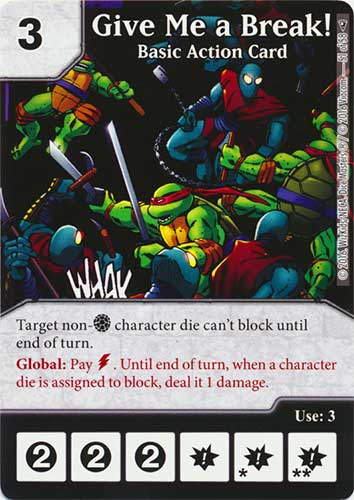 3
Give Me a Break!
Basic Action Card
WHAK
Target non- character die can't block until
end of turn.
Global: Pay . Until end of turn, when a character
die is assigned to block, deal it 1 damage.
Use: 3
2 2 2 ! ! !
* **